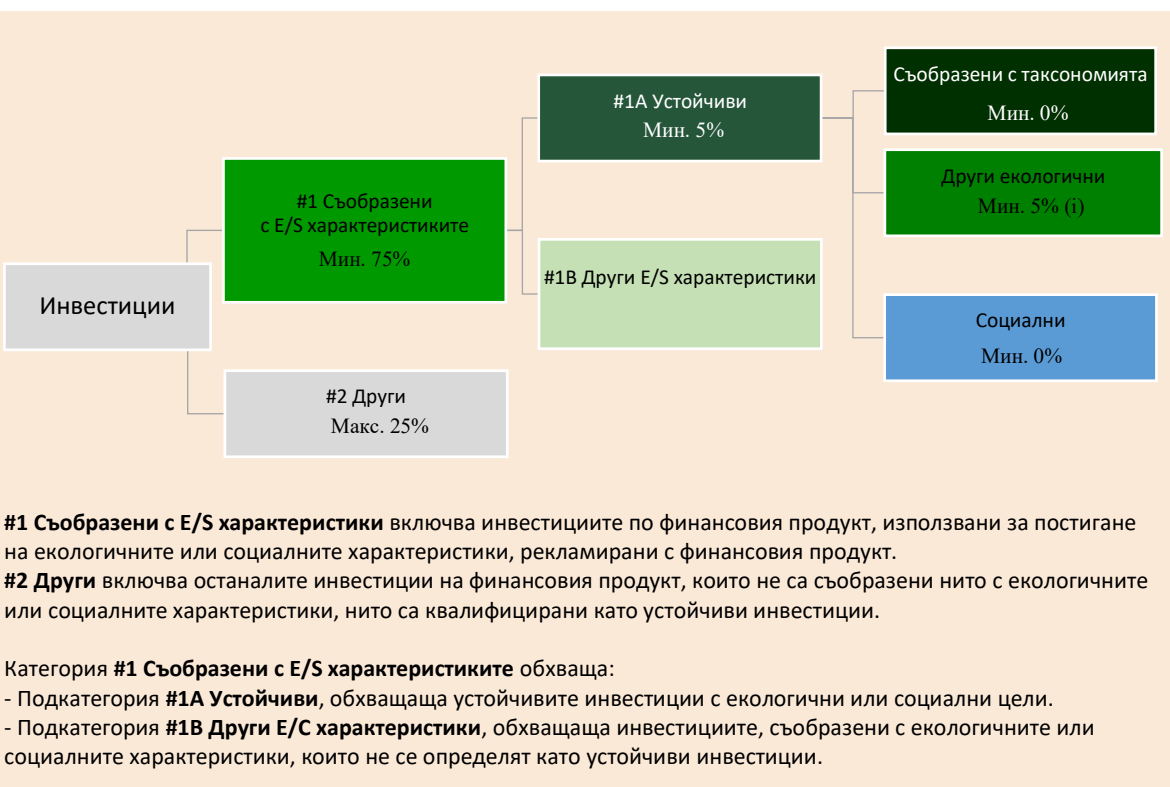 Инвестиции
#1 Съобразени
с E/S характеристиките
Мин. 75%
#2 Други
Макс. 25%
#1A Устойчиви
Мин. 5%
#1B Други E/S характеристики
Съобразени с таксономията
Мин. 0%
Други екологични
Мин. 5% (i)
Социални
Мин. 0%
#1 Съобразени с E/S характеристики включва инвестициите по финансовия продукт, използвани за постигане
на екологичните или социалните характеристики, рекламирани с финансовия продукт.
#2 Други включва останалите инвестиции на финансовия продукт, които не са съобразени нито с екологичните
или социалните характеристики, нито са квалифицирани като устойчиви инвестиции.
Категория #1 Съобразени с E/S характеристиките обхваща:
- Подкатегория #1A Устойчиви, обхващаща устойчивите инвестиции с екологични или социални цели.
- Подкатегория #1B Други E/C характеристики, обхващаща инвестициите, съобразени с екологичните или
социалните характеристики, които не се определят като устойчиви инвестиции.